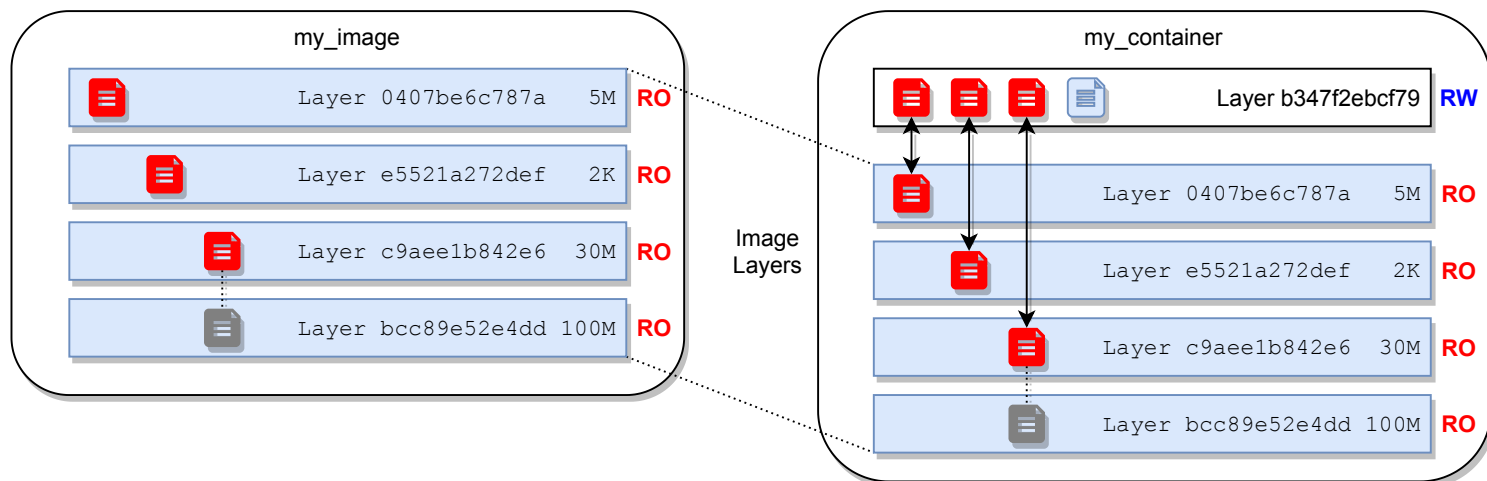 my_image
Layer 0407be6c787a 5M RO
Layer e5521a272def 2K RO
Layer c9aee1b842e6 30M RO
Layer bcc89e52e4dd 100M RO
Image
Layers
my_container
Layer b347f2ebcf79 RW
Layer 0407be6c787a 5M RO
Layer e5521a272def 2K RO
Layer c9aee1b842e6 30M RO
Layer bcc89e52e4dd 100M RO